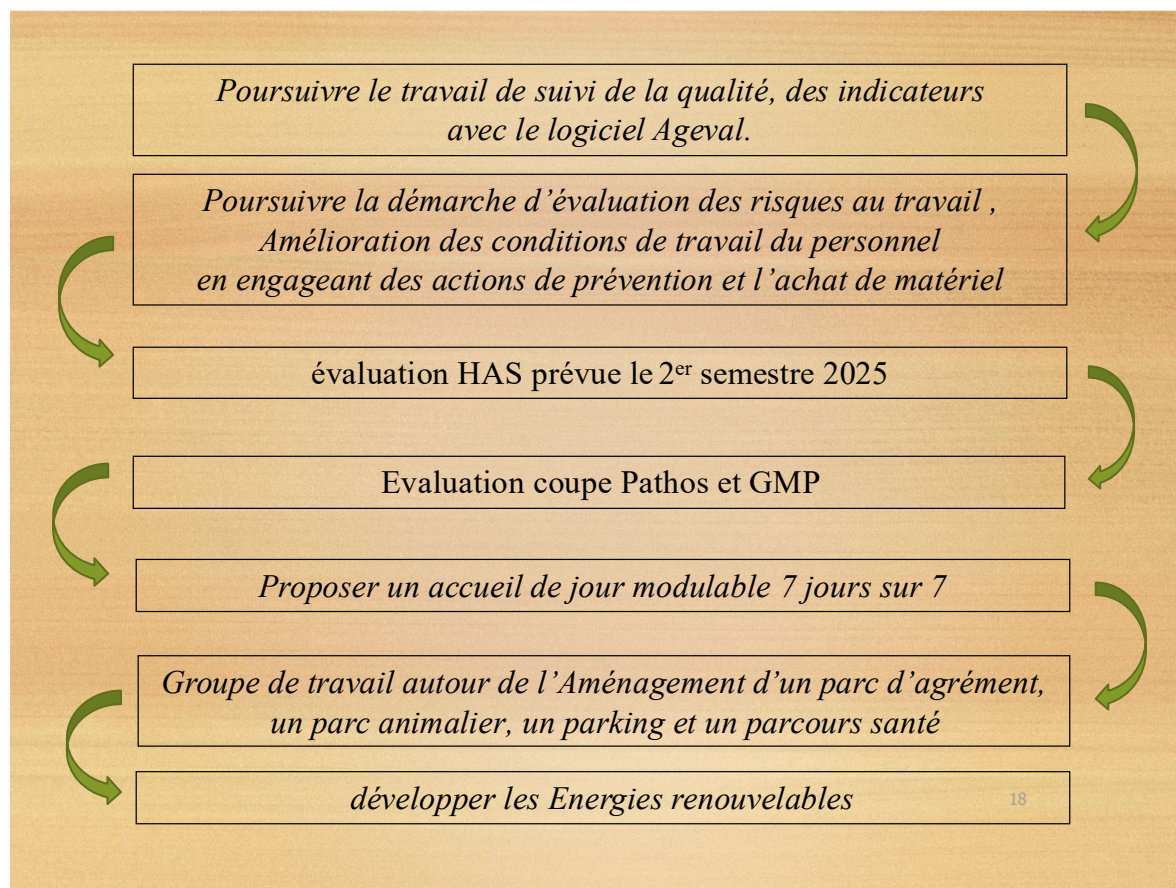 Poursuivre le travail de suivi de la qualité, des indicateurs
avec le logiciel Ageval.
Poursuivre la démarche d’évaluation des risques au travail ,
Amélioration des conditions de travail du personnel
en engageant des actions de prévention et l’achat de matériel
évaluation HAS prévue le 2er semestre 2025
Evaluation coupe Pathos et GMP
Proposer un accueil de jour modulable 7 jours sur 7
Groupe de travail autour de l’Aménagement d’un parc d’agrément,
un parc animalier, un parking et un parcours santé
développer les Energies renouvelables
18